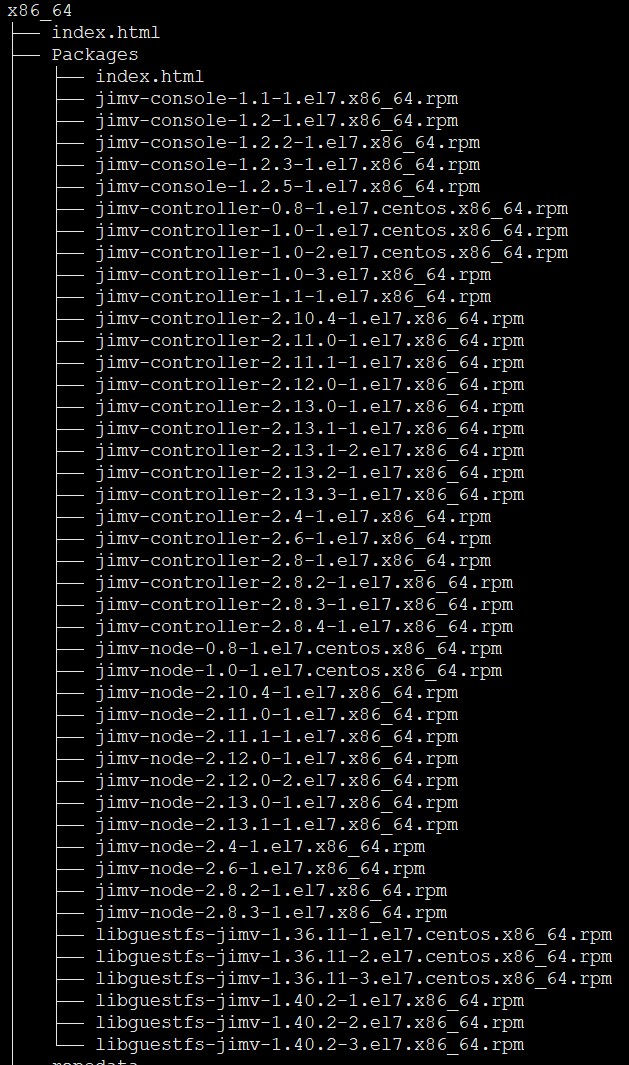 x86_64
├── index.html
├── Packages
│   ├── index.html
│   ├── jimv-console-1.1-1.el7.x86_64.rpm
│   ├── jimv-console-1.2-1.el7.x86_64.rpm
│   ├── jimv-console-1.2.2-1.el7.x86_64.rpm
│   ├── jimv-console-1.2.3-1.el7.x86_64.rpm
│   ├── jimv-console-1.2.5-1.el7.x86_64.rpm
│   ├── jimv-controller-0.8-1.el7.centos.x86_64.rpm
│   ├── jimv-controller-1.0-1.el7.centos.x86_64.rpm
│   ├── jimv-controller-1.0-2.el7.centos.x86_64.rpm
│   ├── jimv-controller-1.0-3.el7.x86_64.rpm
│   ├── jimv-controller-1.1-1.el7.x86_64.rpm
│   ├── jimv-controller-2.10.4-1.el7.x86_64.rpm
│   ├── jimv-controller-2.11.0-1.el7.x86_64.rpm
│   ├── jimv-controller-2.11.1-1.el7.x86_64.rpm
│   ├── jimv-controller-2.12.0-1.el7.x86_64.rpm
│   ├── jimv-controller-2.13.0-1.el7.x86_64.rpm
│   ├── jimv-controller-2.13.1-1.el7.x86_64.rpm
│   ├── jimv-controller-2.13.1-2.el7.x86_64.rpm
│   ├── jimv-controller-2.13.2-1.el7.x86_64.rpm
│   ├── jimv-controller-2.13.3-1.el7.x86_64.rpm
│   ├── jimv-controller-2.4-1.el7.x86_64.rpm
│   ├── jimv-controller-2.6-1.el7.x86_64.rpm
│   ├── jimv-controller-2.8-1.el7.x86_64.rpm
│   ├── jimv-controller-2.8.2-1.el7.x86_64.rpm
│   ├── jimv-controller-2.8.3-1.el7.x86_64.rpm
│   ├── jimv-controller-2.8.4-1.el7.x86_64.rpm
│   ├── jimv-node-0.8-1.el7.centos.x86_64.rpm
│   ├── jimv-node-1.0-1.el7.centos.x86_64.rpm
│   ├── jimv-node-2.10.4-1.el7.x86_64.rpm
│   ├── jimv-node-2.11.0-1.el7.x86_64.rpm
│   ├── jimv-node-2.11.1-1.el7.x86_64.rpm
│   ├── jimv-node-2.12.0-1.el7.x86_64.rpm
│   ├── jimv-node-2.12.0-2.el7.x86_64.rpm
│   ├── jimv-node-2.13.0-1.el7.x86_64.rpm
│   ├── jimv-node-2.13.1-1.el7.x86_64.rpm
│   ├── jimv-node-2.4-1.el7.x86_64.rpm
│   ├── jimv-node-2.6-1.el7.x86_64.rpm
│   ├── jimv-node-2.8.2-1.el7.x86_64.rpm
│   ├── jimv-node-2.8.3-1.el7.x86_64.rpm
│   ├── libguestfs-jimv-1.36.11-1.el7.centos.x86_64.rpm
│   ├── libguestfs-jimv-1.36.11-2.el7.centos.x86_64.rpm
│   ├── libguestfs-jimv-1.36.11-3.el7.centos.x86_64.rpm
│   ├── libguestfs-jimv-1.40.2-1.el7.x86_64.rpm
│   ├── libguestfs-jimv-1.40.2-2.el7.x86_64.rpm
│   └── libguestfs-jimv-1.40.2-3.el7.x86_64.rpm